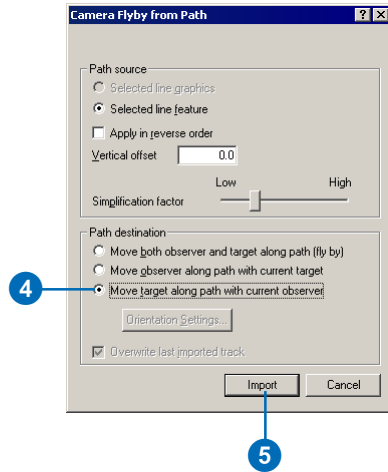 Camera Flyby from Path
Path source
Selected line graphics
Selected line feature
Apply in reverse order
Vertical offset 0.0
Low High
Simplification factor
Path destination
Move both observer and target along path (fly by)
Move observer along path with current target
4 Move target along path with current observer
Orientation Settings...
Overwrite last imported track
Import Cancel
5